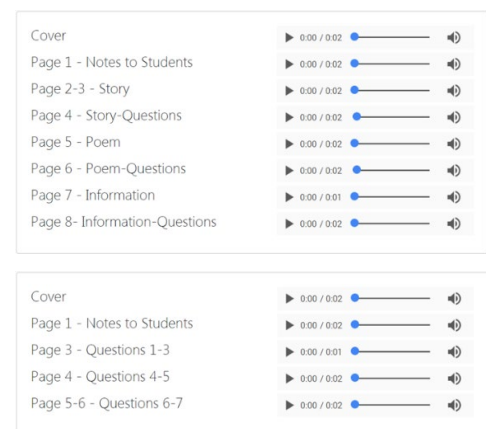 Cover 0:00 / 0:02
Page 1 - Notes to Students 0:00 / 0:02
Page 2-3 - Story 0:00 / 0:02
Page 4 - Story-Questions 0:00 / 0:02
Page 5 - Poem 0:00 / 0:02
Page 6 - Poem-Questions 0:00 / 0:02
Page 7 - Information 0:00 / 0:01
Page 8- Information-Questions 0:00 / 0:02
Cover 0:00 / 0:02
Page 1 - Notes to Students 0:00 / 0:02
Page 3 - Questions 1-3 0:00 / 0:01
Page 4 - Questions 4-5 0:00 / 0:02
Page 5-6 - Questions 6-7 0:00 / 0:02